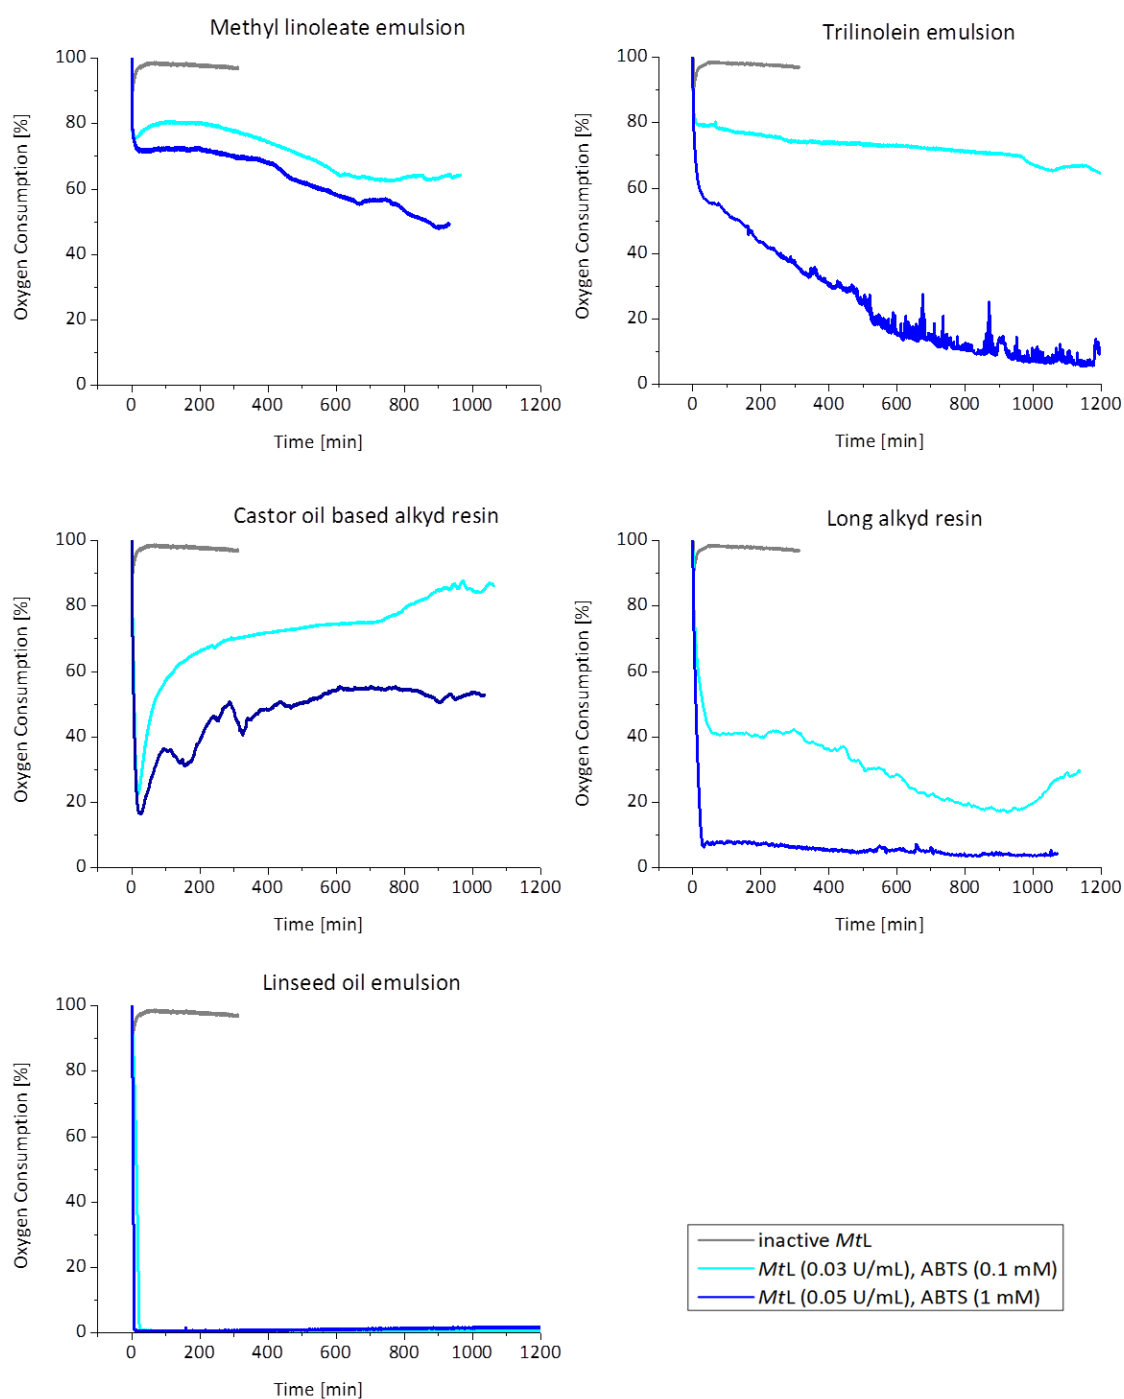 Methyl linoleate emulsion
Oxygen Consumption [%]
100
80
60
40
20
0
0 200 400 600 800 1000 1200
Time [min]
Trilinolein emulsion
Oxygen Consumption [%]
100
80
60
40
20
0
0 200 400 600 800 1000 1200
Time [min]
Castor oil based alkyd resin
Oxygen Consumption [%]
100
80
60
40
20
0
0 200 400 600 800 1000 1200
Time [min]
Long alkyd resin
Oxygen Consumption [%]
100
80
60
40
20
0
0 200 400 600 800 1000 1200
Time [min]
Linseed oil emulsion
Oxygen Consumption [%]
100
80
60
40
20
0
0 200 400 600 800 1000 1200
Time [min]
inactive MtL
MtL (0.03 U/mL), ABTS (0.1 mM)
MtL (0.05 U/mL), ABTS (1 mM)